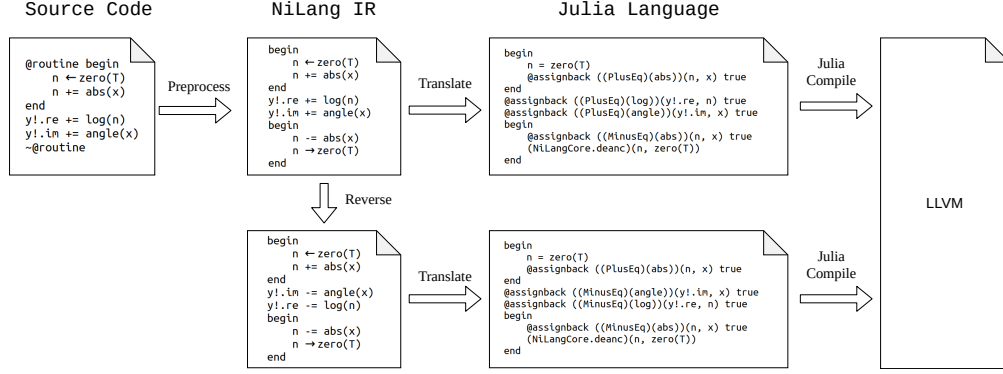 Source Code
NiLang IR
Julia Language
@routine begin
    n ←zero(T)
    n += abs(x)
end
y!.re += log(n)
y!.im += angle(x)
~@routine
Preprocess
begin
    n ←zero(T)
    n += abs(x)
end
y!.re += log(n)
y!.im += angle(x)
begin
    n -= abs(x)
    n →zero(T)
end
Translate
begin
    n = zero(T)
    @assignback ((PlusEq)(abs))(n, x) true
end
@assignback ((PlusEq)(log))(y!.re, n) true
@assignback ((PlusEq)(angle))(y!.im, x) true
begin
    @assignback ((MinusEq)(abs))(n, x) true
    (NiLangCore.deanc)(n, zero(T))
end
Julia
Compile
LLVM
Reverse
begin
    n ←zero(T)
    n += abs(x)
end
y!.im -= angle(x)
y!.re -= log(n)
begin
    n -= abs(x)
    n →zero(T)
end
Translate
begin
    n = zero(T)
    @assignback ((PlusEq)(abs))(n, x) true
end
@assignback ((MinusEq)(angle))(y!.im, x) true
@assignback ((MinusEq)(log))(y!.re, n) true
begin
    @assignback ((MinusEq)(abs))(n, x) true
    (NiLangCore.deanc)(n, zero(T))
end
Julia
Compile